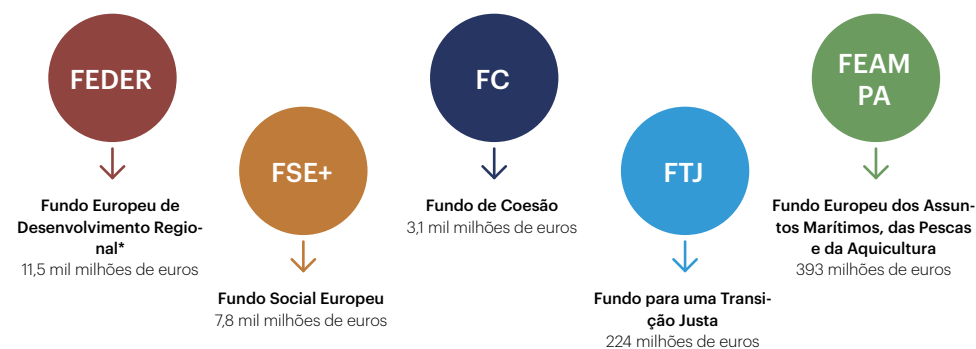 FEDER
Fundo Europeu de
Desenvolvimento Regio-
nal*
11,5 mil milhões de euros
FSE+
Fundo Social Europeu
7,8 mil milhões de euros
FC
Fundo de Coesão
3,1 mil milhões de euros
FTJ
Fundo para uma Transi-
ção Justa
224 milhões de euros
FEAM
PA
Fundo Europeu dos Assun-
tos Marítimos, das Pescas
e da Aquicultura
393 milhões de euros